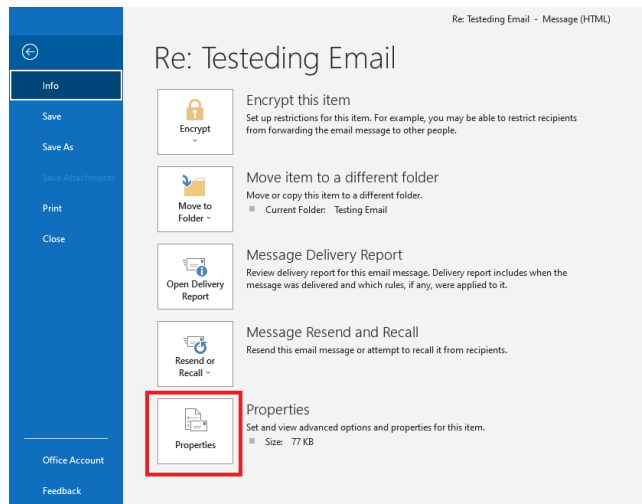 Re: Testeding Email - Message (HTML)
Info
Save
Save As
Save Attachments
Print
Close
Office Account
Feedback
Re: Testeding Email
Encrypt
Encrypt this item
Set up restrictions for this item. For example, you may be able to restrict recipients
from forwarding the email message to other people.
Move to
Folder
Move item to a different folder
Move or copy this item to a different folder.
Current Folder: Testing Email
Open Delivery
Report
Message Delivery Report
Review delivery report for this email message. Delivery report includes when the
message was delivered and which rules, if any, were applied to it.
Resend or
Recall
Message Resend and Recall
Resend this email message or attempt to recall it from recipients.
Properties
Properties
Set and view advanced options and properties for this item.
Size: 77 KB